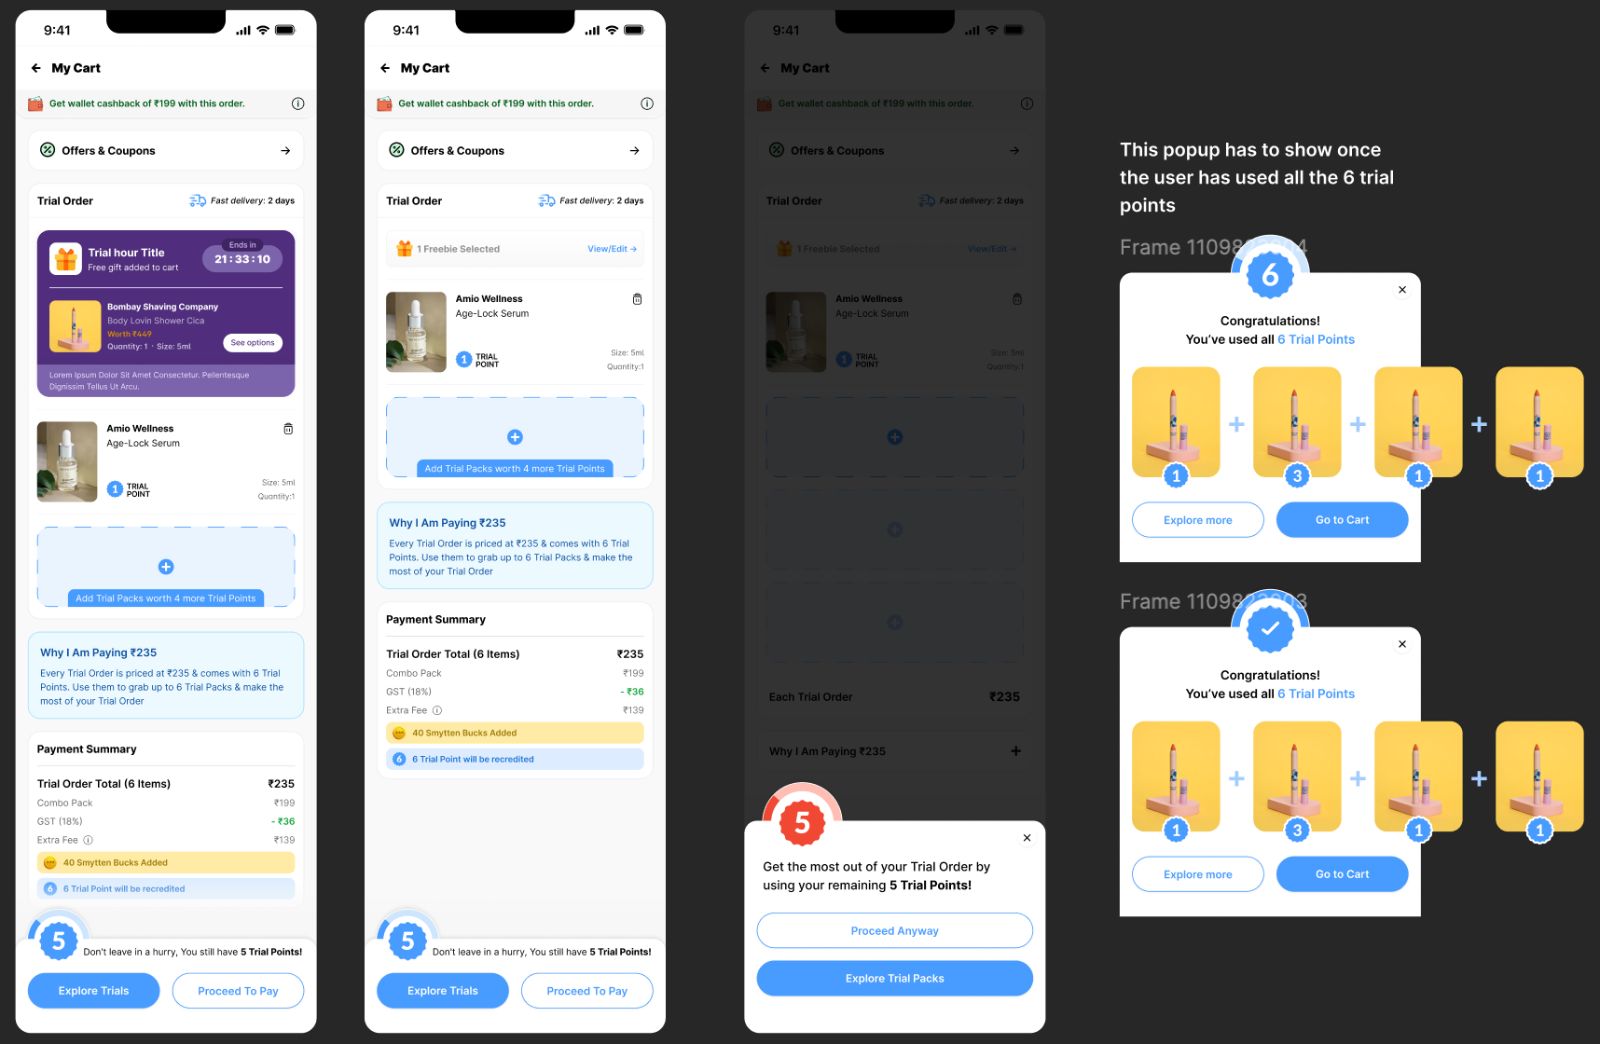 9:41
My Cart
Get wallet cashback of ₹199 with this order.
Offers & Coupons
Trial Order
Fast delivery: 2 days
Trial hour Title
Free gift added to cart
Ends in
21 : 33 : 10
Bombay Shaving Company
Body Lovin Shower Cica
Worth ₹449
Quantity: 1 · Size: 5ml
See options
Lorem Ipsum Dolor Sit Amet Consectetur. Pellentesque
Dignissim Tellus Ut Arcu.
Amio Wellness
Age-Lock Serum
1 TRIAL
POINT
Size: 5ml
Quantity:1
Add Trial Packs worth 4 more Trial Points
Why I Am Paying ₹235
Every Trial Order is priced at ₹235 & comes with 6 Trial
Points. Use them to grab up to 6 Trial Packs & make the
most of your Trial Order
Payment Summary
Trial Order Total (6 Items) ₹235
Combo Pack ₹199
GST (18%) - ₹36
Extra Fee ₹139
40 Smytten Bucks Added
6 6 Trial Point will be recredited
5
Don't leave in a hurry, You still have 5 Trial Points!
Explore Trials
Proceed To Pay
9:41
My Cart
Get wallet cashback of ₹199 with this order.
Offers & Coupons
Trial Order
Fast delivery: 2 days
1 Freebie Selected
View/Edit →
Amio Wellness
Age-Lock Serum
1 TRIAL
POINT
Size: 5ml
Quantity:1
Add Trial Packs worth 4 more Trial Points
Why I Am Paying ₹235
Every Trial Order is priced at ₹235 & comes with 6 Trial
Points. Use them to grab up to 6 Trial Packs & make the
most of your Trial Order
Payment Summary
Trial Order Total (6 Items) ₹235
Combo Pack ₹199
GST (18%) - ₹36
Extra Fee ₹139
40 Smytten Bucks Added
6 6 Trial Point will be recredited
5
Don't leave in a hurry, You still have 5 Trial Points!
Explore Trials
Proceed To Pay
9:41
My Cart
Get wallet cashback of ₹199 with this order.
Offers & Coupons
Trial Order
Fast delivery: 2 days
1 Freebie Selected
View/Edit →
Amio Wellness
Age-Lock Serum
1 TRIAL
POINT
Size: 5ml
Quantity:1
Each Trial Order ₹235
Why I Am Paying ₹235
5
Get the most out of your Trial Order by
using your remaining 5 Trial Points!
Proceed Anyway
Explore Trial Packs
This popup has to show once
the user has used all the 6 trial
points
Frame
6
Congratulations!
You've used all 6 Trial Points
1 + 3 + 1 + 1
Explore more
Go to Cart
Frame
Congratulations!
You've used all 6 Trial Points
1 + 3 + 1 + 1
Explore more
Go to Cart